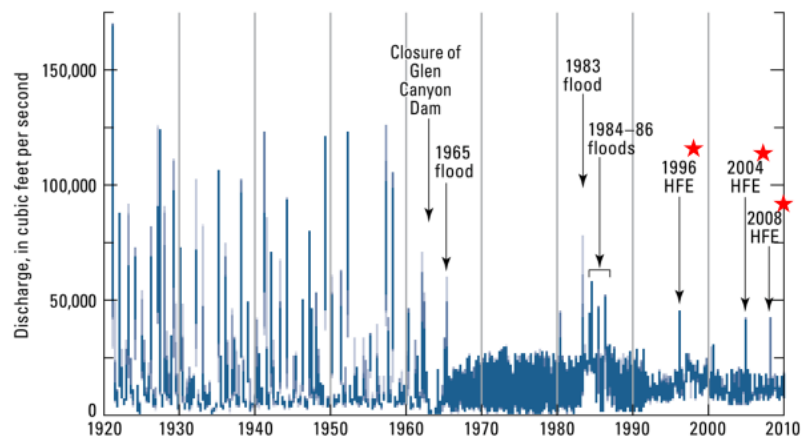 Discharge, in cubic feet per second
150,000
100,000
50,000
0
Closure of
Glen
Canyon
Dam
1965
flood
1983
flood
1984–86
floods
1996
HFE
2004
HFE
2008
HFE
1920 1930 1940 1950 1960 1970 1980 1990 2000 2010